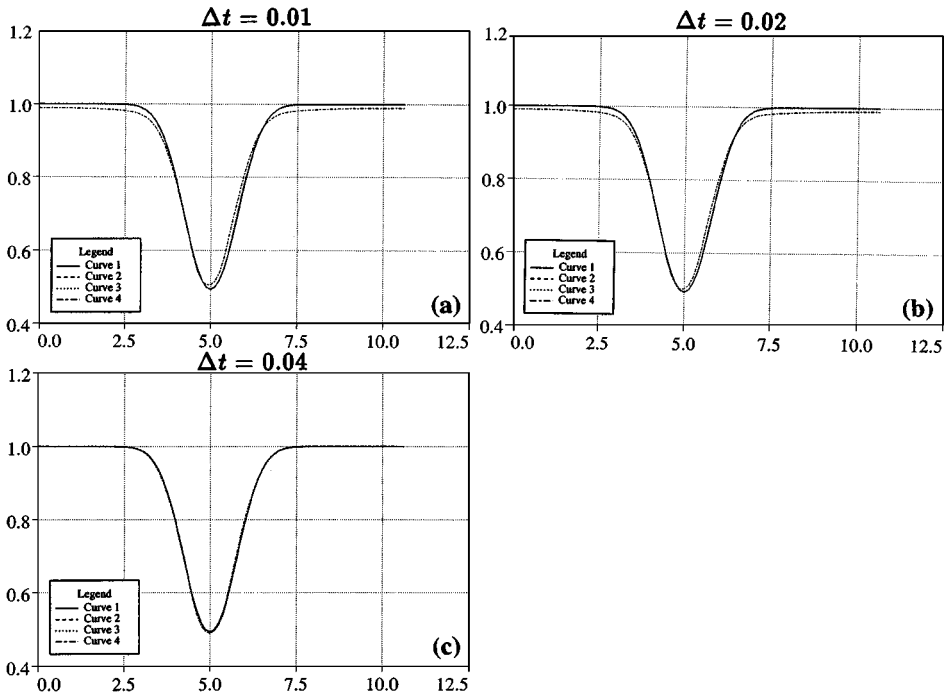 Δt = 0.01
1.2
1.0
0.8
0.6
0.4
Legend
Curve 1
Curve 2
Curve 3
Curve 4
(a)
0.0 2.5 5.0 7.5 10.0 12.5
Δt = 0.02
1.2
1.0
0.8
0.6
0.4
Legend
Curve 1
Curve 2
Curve 3
Curve 4
(b)
0.0 2.5 5.0 7.5 10.0 12.5
Δt = 0.04
1.2
1.0
0.8
0.6
0.4
Legend
Curve 1
Curve 2
Curve 3
Curve 4
(c)
0.0 2.5 5.0 7.5 10.0 12.5